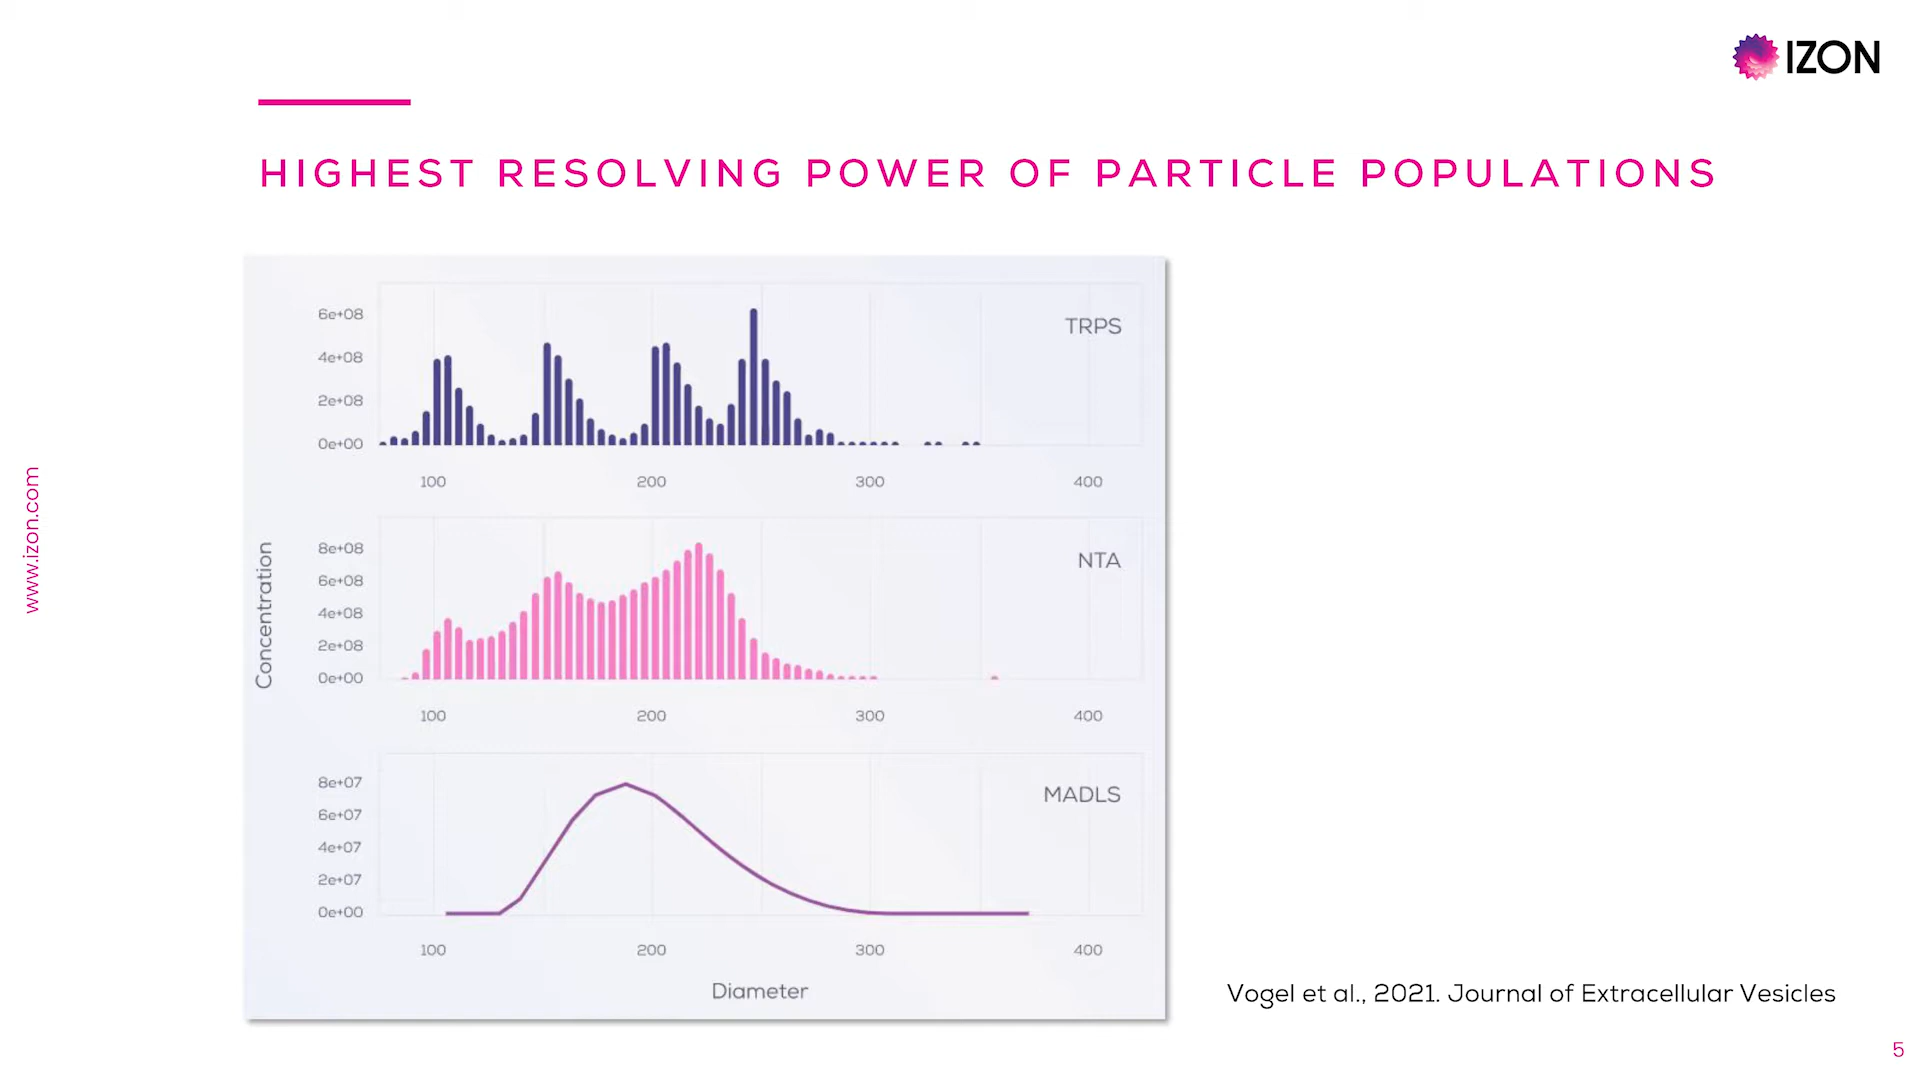 IZON
HIGHEST RESOLVING POWER OF PARTICLE POPULATIONS
www.izon.com
Concentration
TRPS
6e+08
4e+08
2e+08
0e+00
100 200 300 400
NTA
8e+08
6e+08
4e+08
2e+08
0e+00
100 200 300 400
MADLS
8e+07
6e+07
4e+07
2e+07
0e+00
100 200 300 400
Diameter
Vogel et al., 2021. Journal of Extracellular Vesicles
5